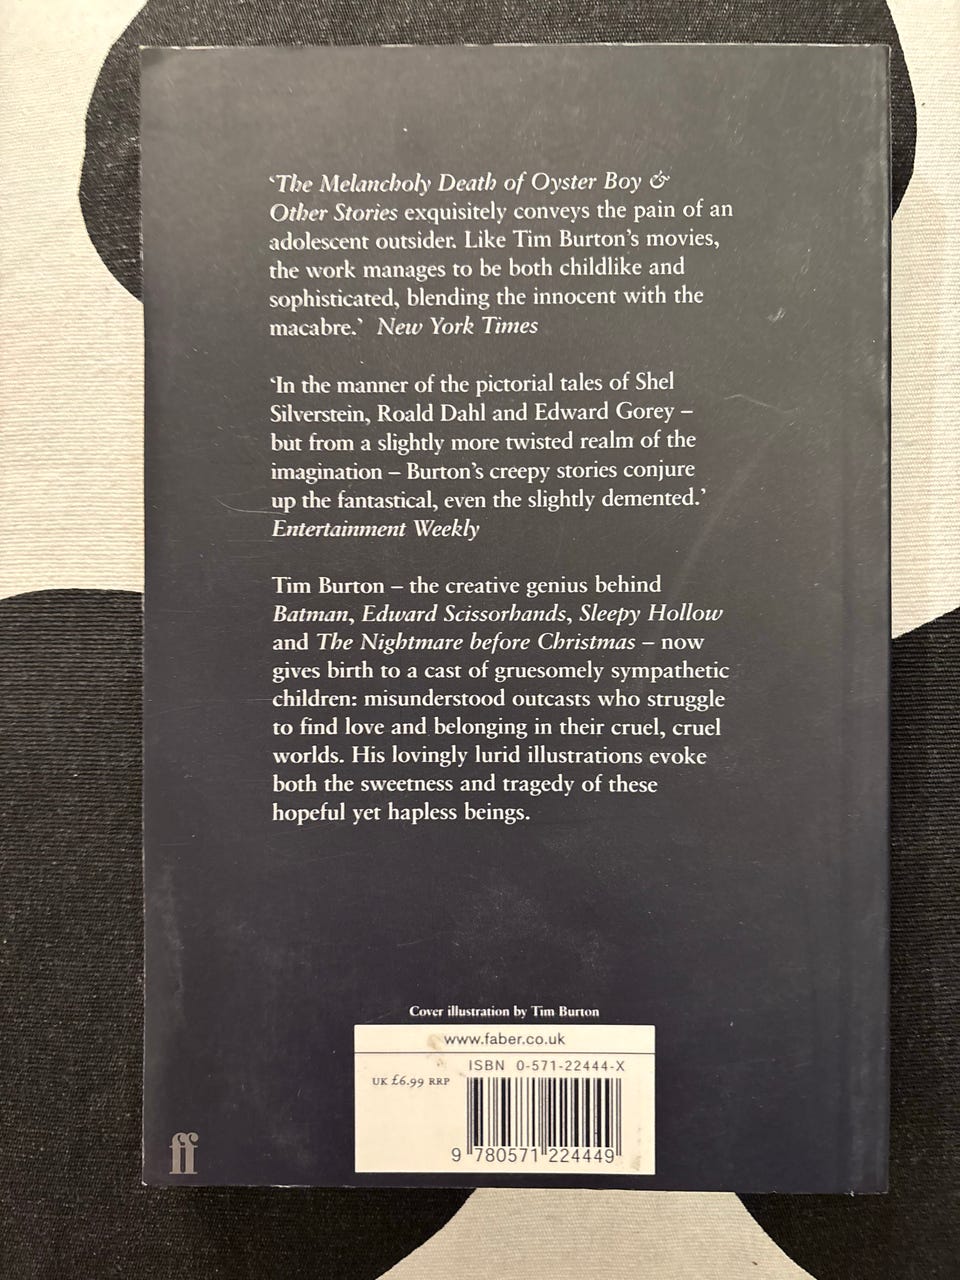 ‘The Melancholy Death of Oyster Boy &
Other Stories exquisitely conveys the pain of an
adolescent outsider. Like Tim Burton’s movies,
the work manages to be both childlike and
sophisticated, blending the innocent with the
macabre.’ New York Times
‘In the manner of the pictorial tales of Shel
Silverstein, Roald Dahl and Edward Gorey –
but from a slightly more twisted realm of the
imagination – Burton’s creepy stories conjure
up the fantastical, even the slightly demented.’
Entertainment Weekly
Tim Burton – the creative genius behind
Batman, Edward Scissorhands, Sleepy Hollow
and The Nightmare before Christmas – now
gives birth to a cast of gruesomely sympathetic
children: misunderstood outcasts who struggle
to find love and belonging in their cruel, cruel
worlds. His lovingly lurid illustrations evoke
both the sweetness and tragedy of these
hopeful yet hapless beings.
Cover illustration by Tim Burton
www.faber.co.uk
ISBN 0-571-22444-X
UK £6.99 RRP
9 780571 224449
ff